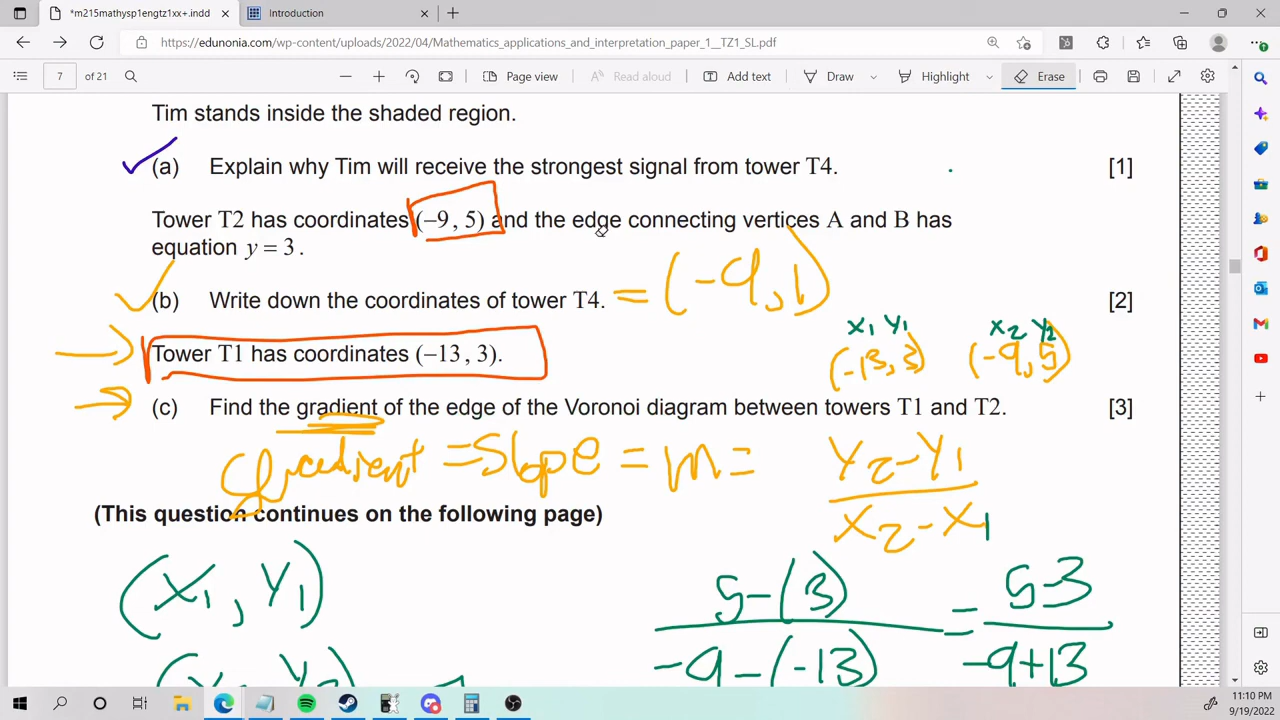 *m215mathysp1engtz1xx+.indd
Introduction
https://edunonia.com/wp-content/uploads/2022/04/Mathematics_applications_and_interpretation_paper_1__TZ1_SL.pdf
7 of 21
Page view
Read aloud
Add text
Draw
Highlight
Erase
Tim stands inside the shaded region.
(a) Explain why Tim will receive the strongest signal from tower T4. [1]
Tower T2 has coordinates (−9, 5) and the edge connecting vertices A and B has
equation y = 3.
(b) Write down the coordinates of tower T4. = (-9,1) [2]
x1 y1 x2 y2
Tower T1 has coordinates (−13, 3). (-13,3) (-9,5)
(c) Find the gradient of the edge of the Voronoi diagram between towers T1 and T2. [3]
Gradient = Slope = m = y2-y1
x2-x1
(This question continues on the following page)
(x1, y1)
5-(3) = 5-3
-9-(-13) -9+13
11:10 PM
9/19/2022